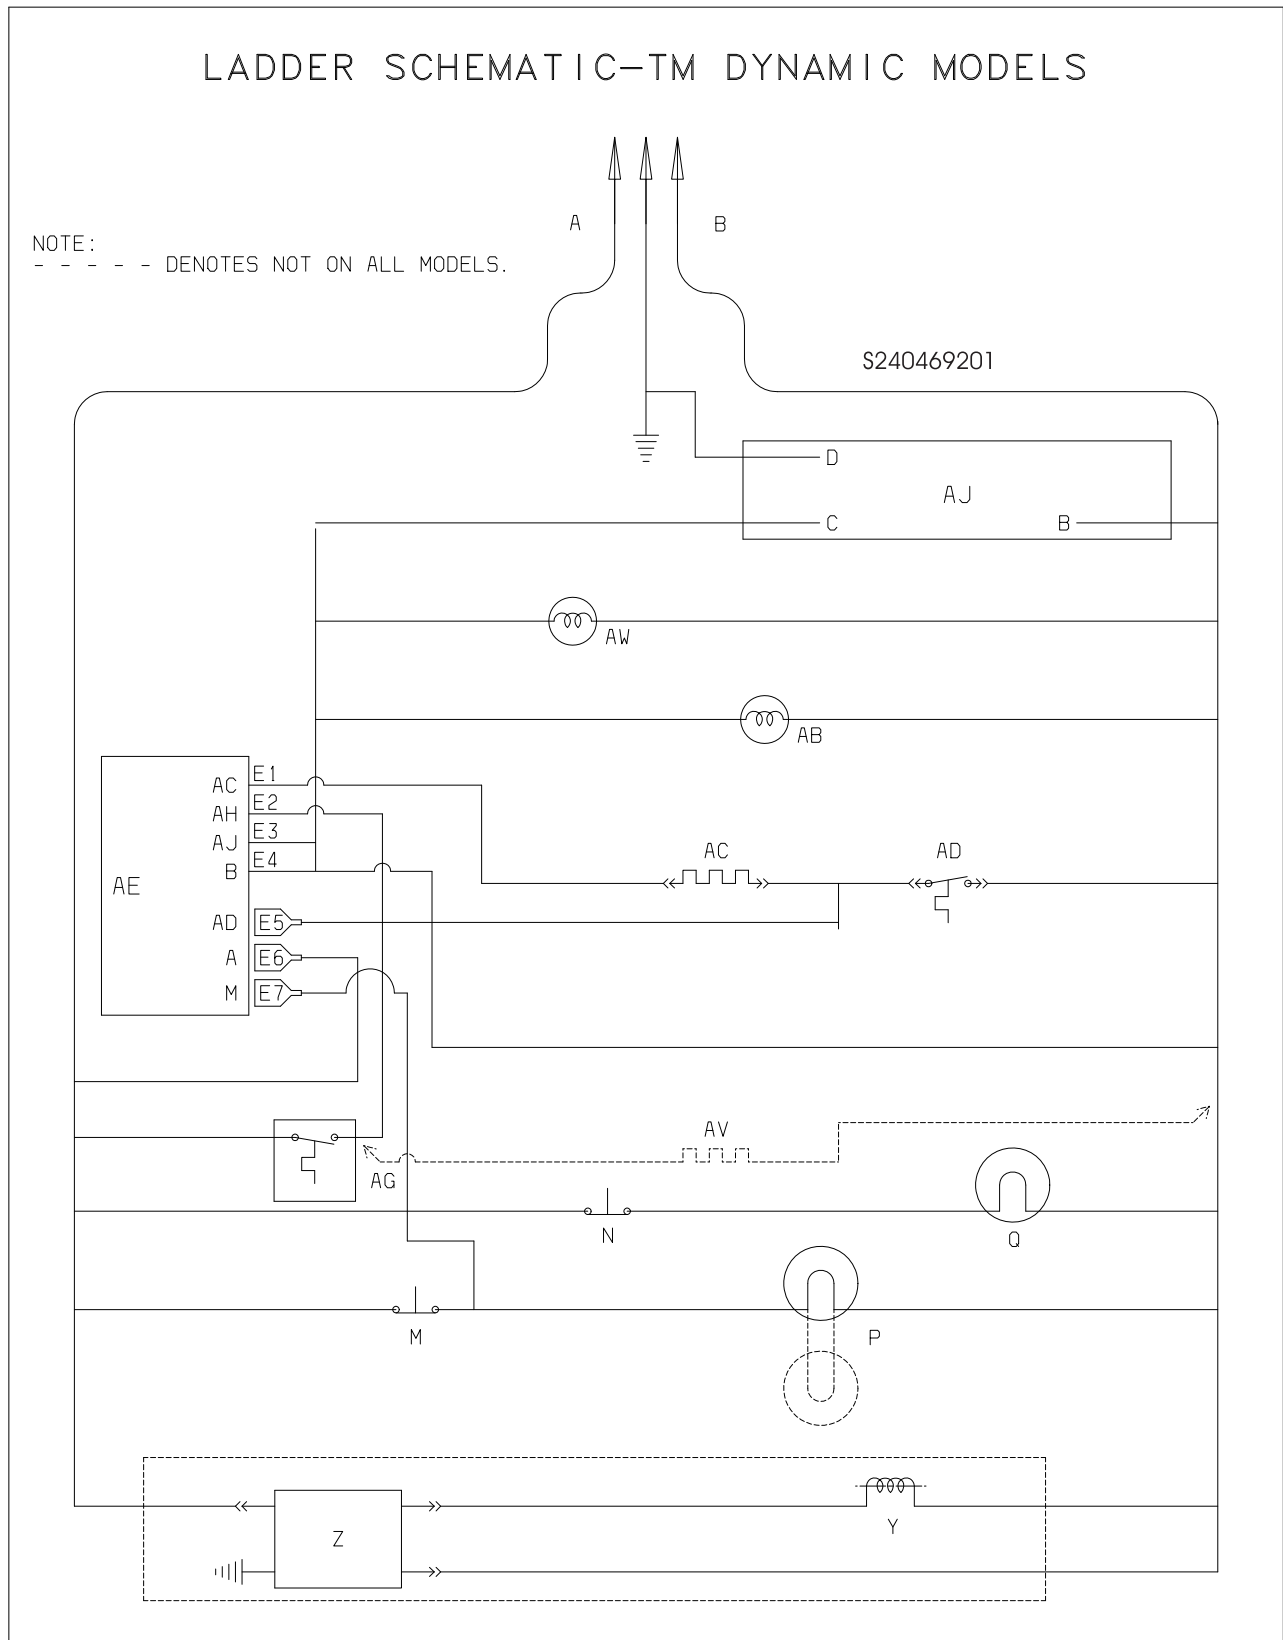 LADDER SCHEMATIC-TM DYNAMIC MODELS
A
B
NOTE:
- - - - - DENOTES NOT ON ALL MODELS.
S240469201
D
AJ
C
B
AW
AB
AC
E1
AH
E2
AJ
E3
B
E4
AE
AC
AD
AD
E5
A
E6
M
E7
AV
AG
N
Q
M
P
Z
Y